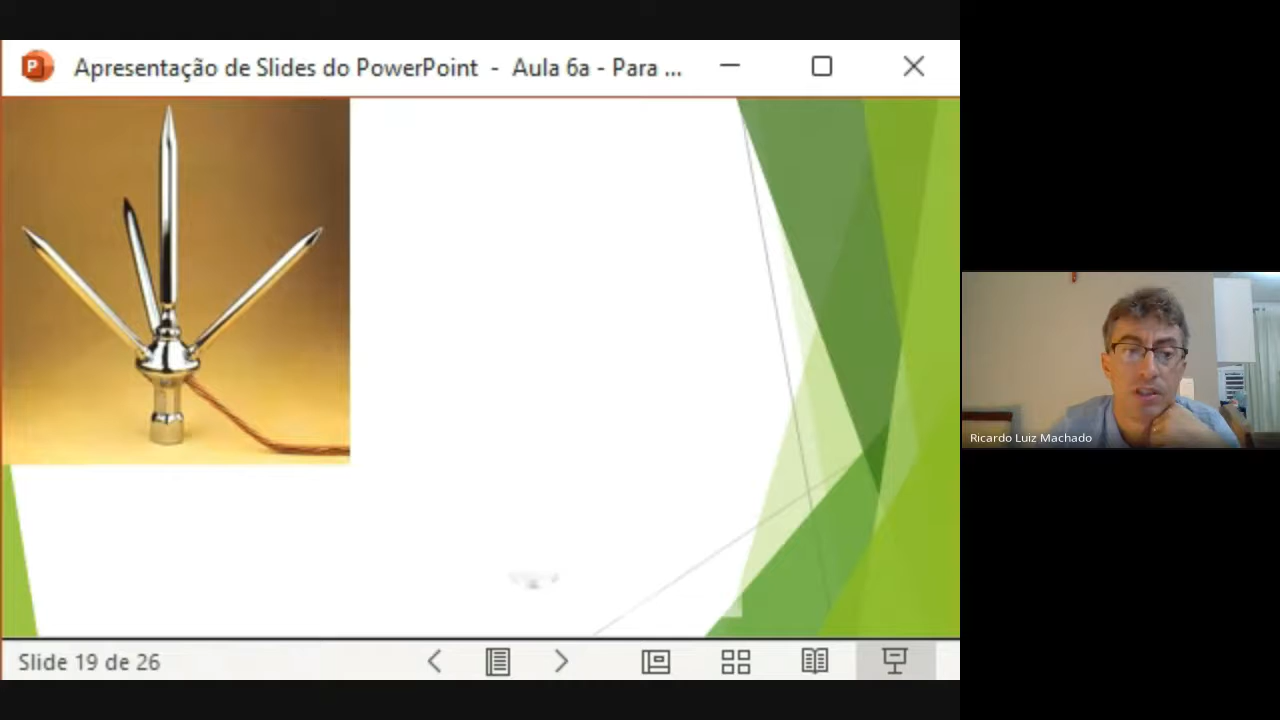 Apresentação de Slides do PowerPoint - Aula 6a - Para ...
Ricardo Luiz Machado
Slide 19 de 26